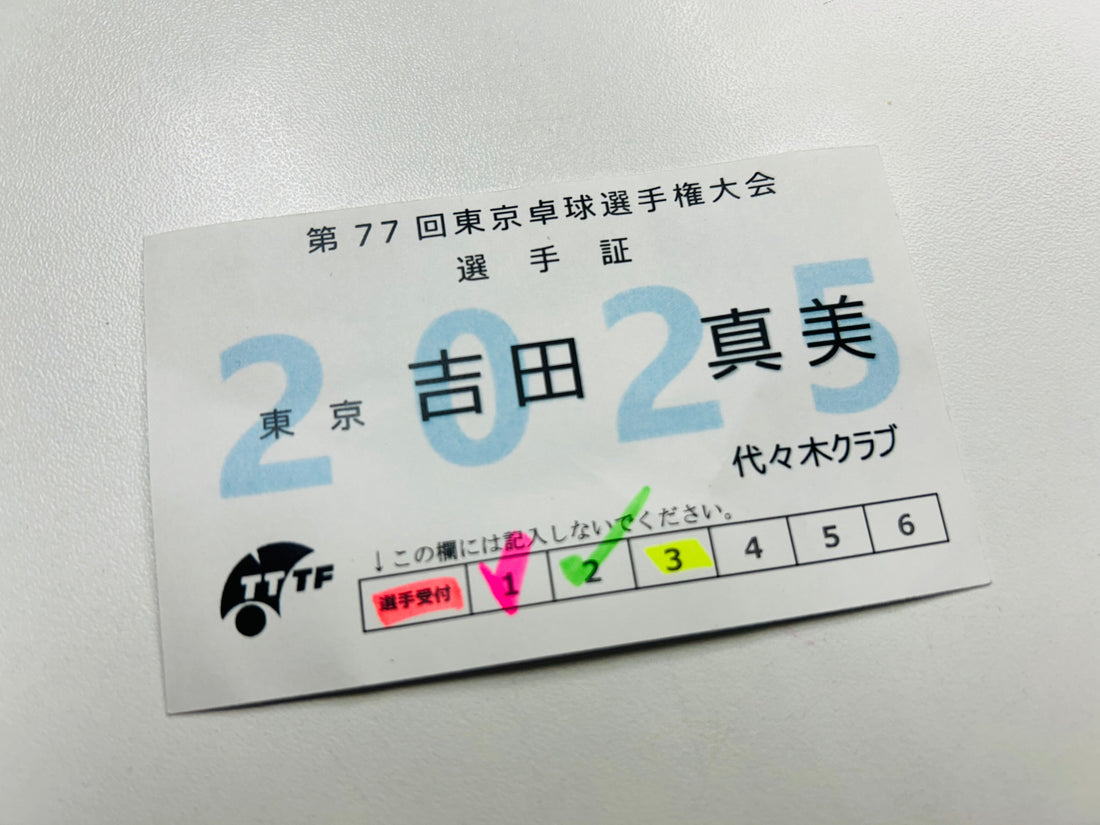 第 77 回東京卓球選手権大会
選 手 証
2025
東 京 吉田 真美
代々木クラブ
↓この欄には記入しないでください。
TTTF
選手受付 1 2 3 4 5 6